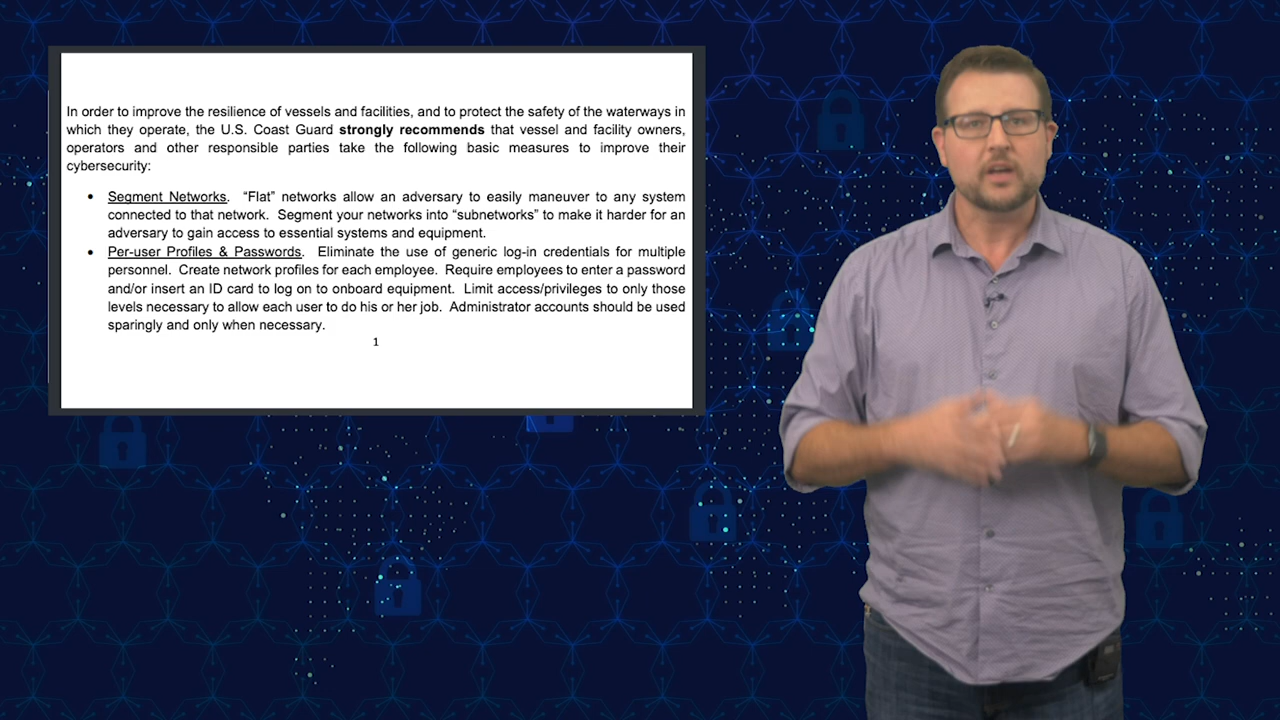 In order to improve the resilience of vessels and facilities, and to protect the safety of the waterways in
which they operate, the U.S. Coast Guard strongly recommends that vessel and facility owners,
operators and other responsible parties take the following basic measures to improve their
cybersecurity:
• Segment Networks. “Flat” networks allow an adversary to easily maneuver to any system
connected to that network. Segment your networks into “subnetworks” to make it harder for an
adversary to gain access to essential systems and equipment.
• Per-user Profiles & Passwords. Eliminate the use of generic log-in credentials for multiple
personnel. Create network profiles for each employee. Require employees to enter a password
and/or insert an ID card to log on to onboard equipment. Limit access/privileges to only those
levels necessary to allow each user to do his or her job. Administrator accounts should be used
sparingly and only when necessary.
1